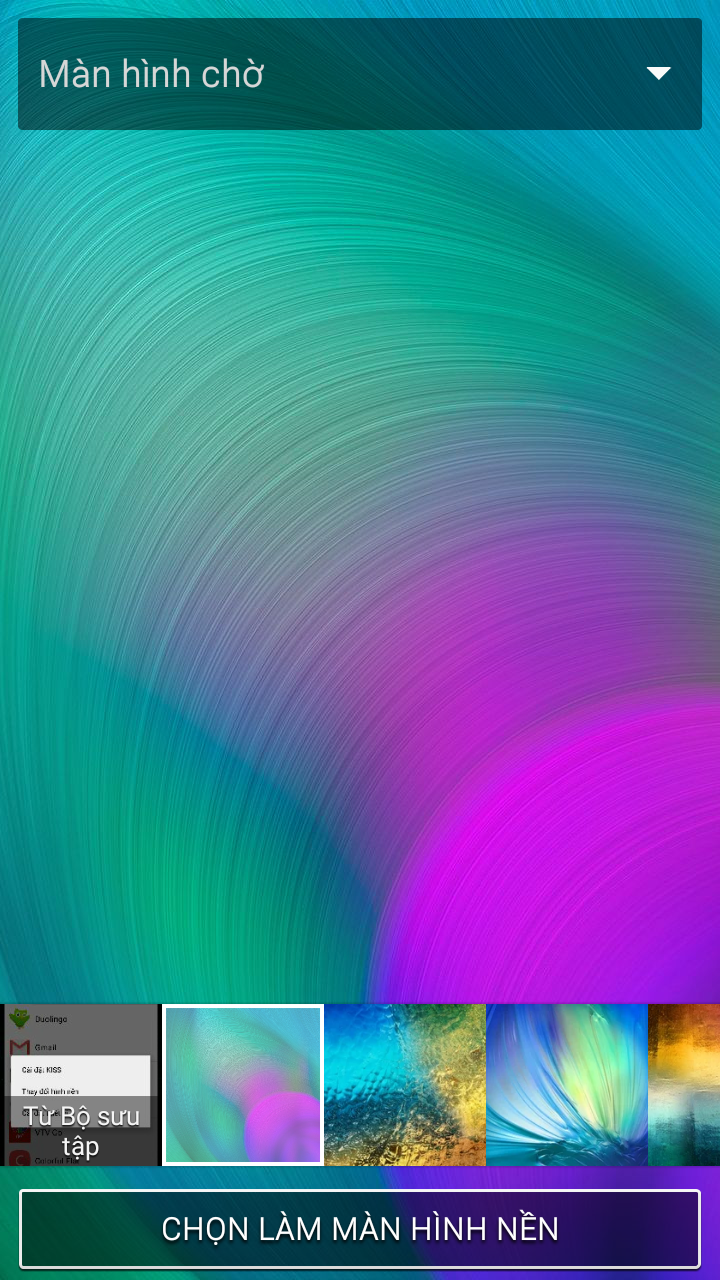 Màn hình chờ
Duolingo
Gmail
Cài đặt KISS
Thay đổi hình nền
Từ Bộ sưu
tập
CHỌN LÀM MÀN HÌNH NỀN